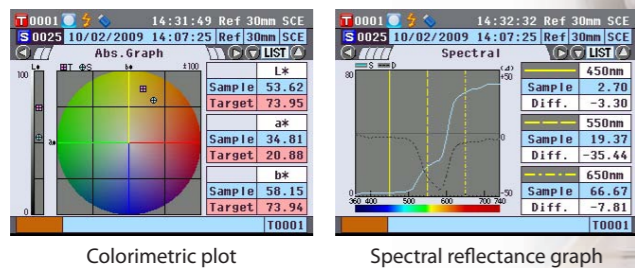 T 0001 14:31:49 Ref 30mm SCE
S 0025 10/02/2009 14:07:25 Ref 30mm SCE
Abs.Graph LIST
L* ⊞T ⊕S b* ±100
100
a*
0
L*
Sample 53.62
Target 73.95
a*
Sample 34.81
Target 20.88
b*
Sample 58.15
Target 73.94
T0001
Colorimetric plot
T 0001 14:32:32 Ref 30mm SCE
S 0025 10/02/2009 14:07:25 Ref 30mm SCE
Spectral LIST
S D
80 +50
0
0 -50
360 400 500 600 700 740
450nm
Sample 2.70
Diff. -3.30
550nm
Sample 19.37
Diff. -35.44
650nm
Sample 66.67
Diff. -7.81
T0001
Spectral reflectance graph